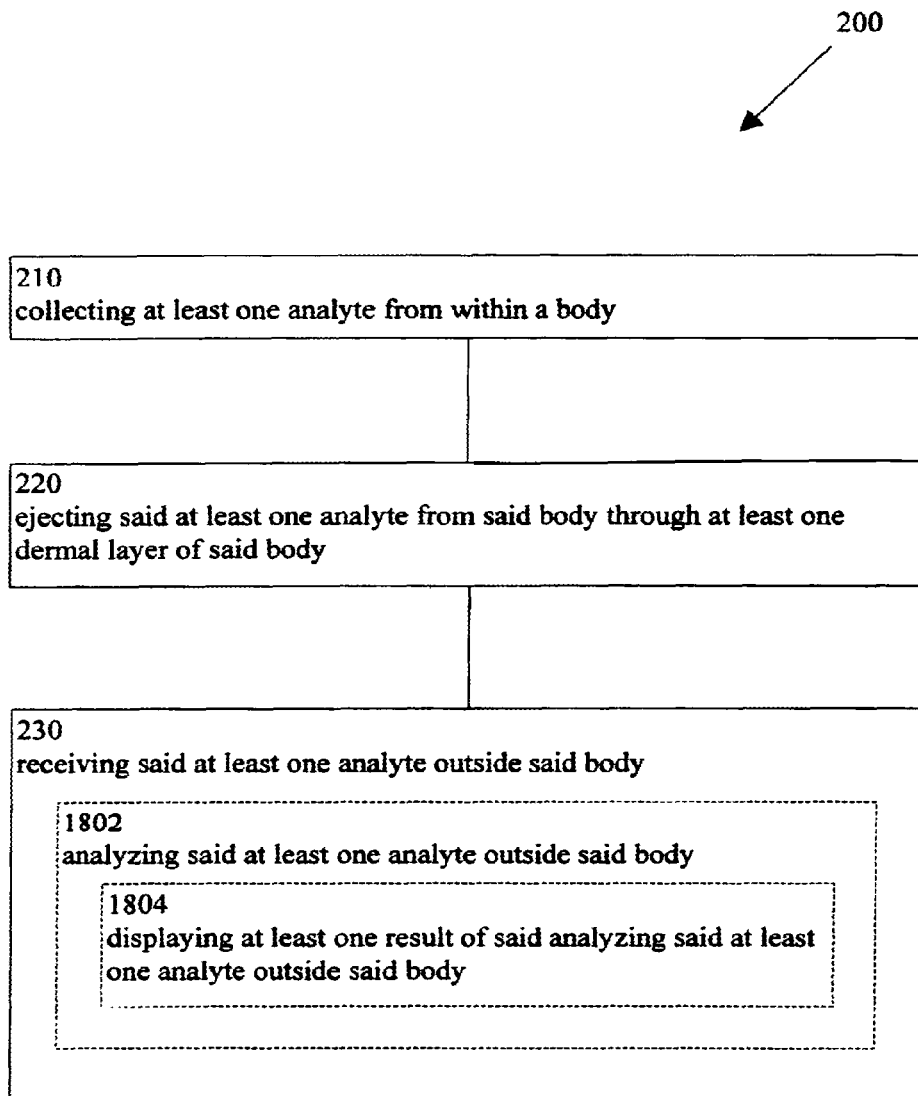 200
210
collecting at least one analyte from within a body
220
ejecting said at least one analyte from said body through at least one
dermal layer of said body
230
receiving said at least one analyte outside said body
1802
analyzing said at least one analyte outside said body
1804
displaying at least one result of said analyzing said at least
one analyte outside said body